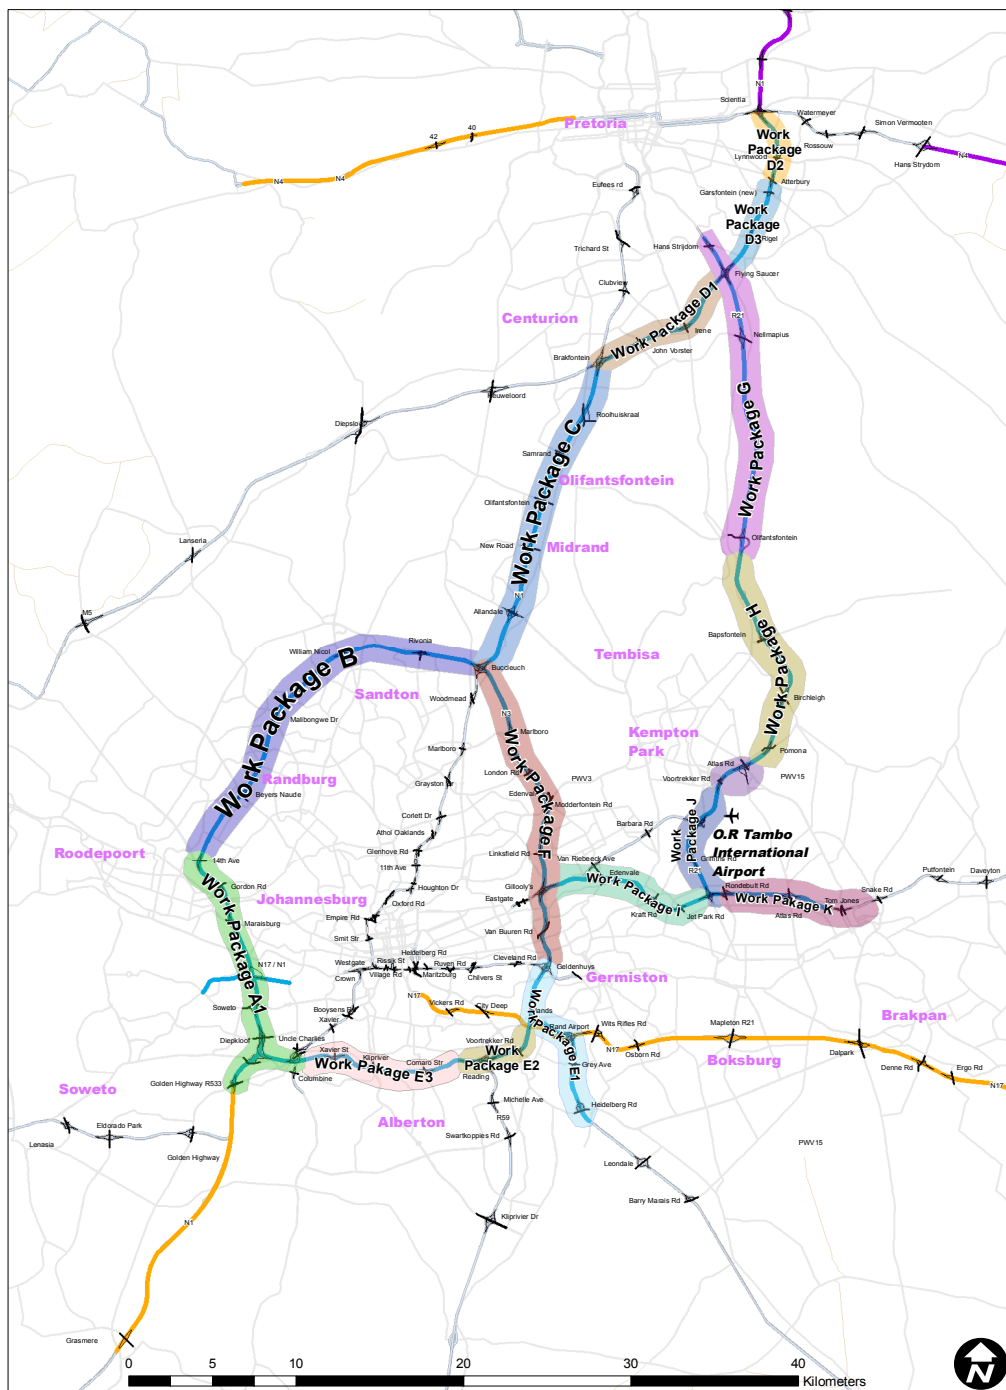 N1
Scientia
Watermeyer
Simon Vermooten
Pretoria
42
40
Work
Package
D2
Lynnwood
Rossouw
Hans Strydom
N4
N4
N4
Atterbury
Eufees rd
Garsfontein (new)
Work
Package
D3
Rigel
Trichard St
Hans Strijdom
Flying Saucer
Clubview
Work Package D1
R21
Centurion
Irene
Nellmapius
John Vorster
Brakfontein
Heuweloord
Rooihuiskraal
Diepsloot
Work Package C
Work Package G
Samrand
Olifantsfontein
Olifantsfontein
Olifantsfontein
New Road
Midrand
Lanseria
N1
Allandale
M5
Work Package H
Bapsfontein
Rivonia
William Nicol
Buccleuch
Tembisa
Sandton
Woodmead
Birchleigh
N3
Work Package B
Malibongwe Dr
Marlboro
Kempton
Park
Marlboro
Pomona
Work Package F
Atlas Rd
London Rd
Voortrekker Rd
PWV3
PWV15
Randburg
Grayston
Beyers Naude
Edenvale
Modderfontein Rd
Corlett Dr
Work
Package J
Barbara Rd
O.R Tambo
International
Airport
Athol Oaklands
Roodepoort
Glenhove Rd
Linksfield Rd
Van Riebeeck Ave
14th Ave
11th Ave
Griffiths Rd
Edenvale
R21
Putfontein
Daveyton
Work Package A1
Gordon Rd
Houghton Dr
Gillooly's
Work Package I
Rondebult Rd
Snake Rd
Johannesburg
Oxford Rd
Eastgate
Work Pakage K
Tom Jones
Kraft Rd
Jet Park Rd
Atlas Rd
Maraisburg
Empire Rd
Van Buuren Rd
Smit Str
Heidelberg Rd
Westgate
Rissik St
Ruven Rd
Cleveland Rd
N17 / N1
Crown
Village Rd
Maritzburg
Chilvers St
Geldenhuys
Germiston
N17
Soweto
Booysens Rd
Vickers Rd
City Deep
Work Package E1
Xavier
Rand Airport
Wits Rifles Rd
Mapleton R21
Brakpan
Diepkloof
Uncle Charlies
Voortrekker Rd
N17
Osborn Rd
Dalpark
Xavier St
Klipriver
Comaro Str
Work
Package E2
Boksburg
Denne Rd
Ergo Rd
Work Pakage E3
Grey Ave
N17
Golden Highway R533
Columbine
Reading
Soweto
Michelle Ave
Heidelberg Rd
R59
Alberton
Eldorado Park
Swartkoppies Rd
Lenasia
PWV15
Golden Highway
Leondale
Barry Marais Rd
Kliprivier Dr
N1
Grasmere
0 5 10 20 30 40
Kilometers
N